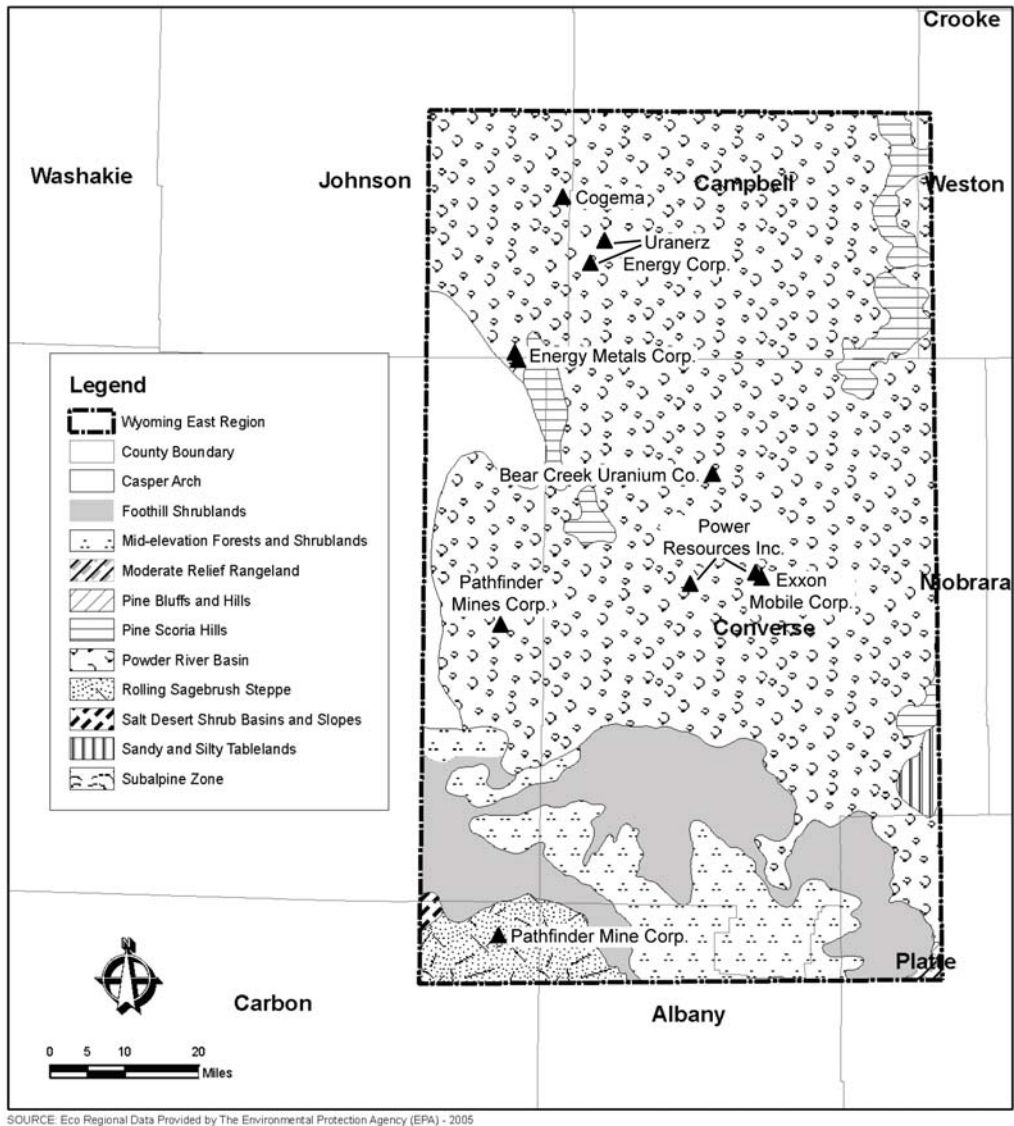 Crooke
Washakie
Johnson
Campbell
Weston
Cogema
Uranerz
Energy Corp.
Energy Metals Corp.
Legend
Wyoming East Region
County Boundary
Casper Arch
Foothill Shrublands
Mid-elevation Forests and Shrublands
Moderate Relief Rangeland
Pine Bluffs and Hills
Pine Scoria Hills
Powder River Basin
Rolling Sagebrush Steppe
Salt Desert Shrub Basins and Slopes
Sandy and Silty Tablelands
Subalpine Zone
Bear Creek Uranium Co.
Power
Resources Inc.
Pathfinder
Mines Corp.
Exxon
Mobile Corp.
Niobrara
Converse
Pathfinder Mine Corp.
Platte
N
Carbon
Albany
0 5 10 20
Miles
SOURCE: Eco Regional Data Provided by The Environmental Protection Agency (EPA) - 2005